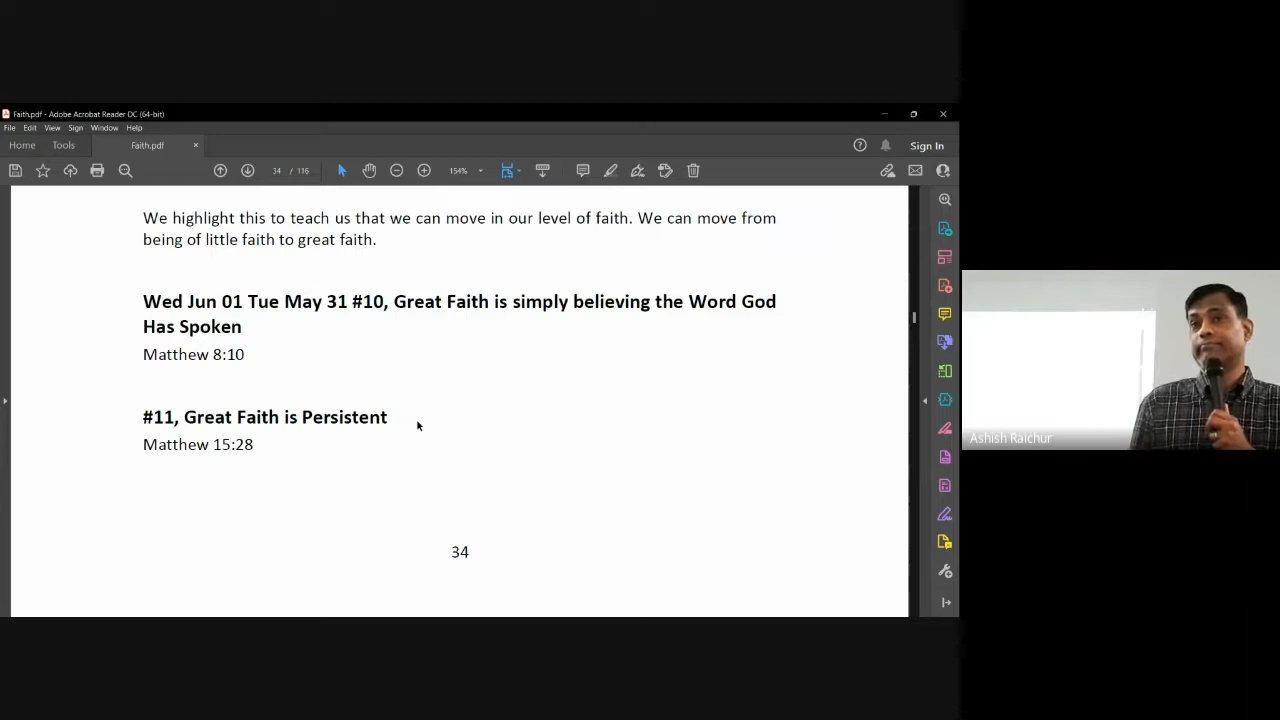 Faith.pdf - Adobe Acrobat Reader DC (64-bit)
File Edit View Sign Window Help
Home Tools Faith.pdf × Sign In
34 / 116 154%
We highlight this to teach us that we can move in our level of faith. We can move from
being of little faith to great faith.
Wed Jun 01 Tue May 31 #10, Great Faith is simply believing the Word God
Has Spoken
Matthew 8:10
#11, Great Faith is Persistent
Matthew 15:28
34
Ashish Raichur